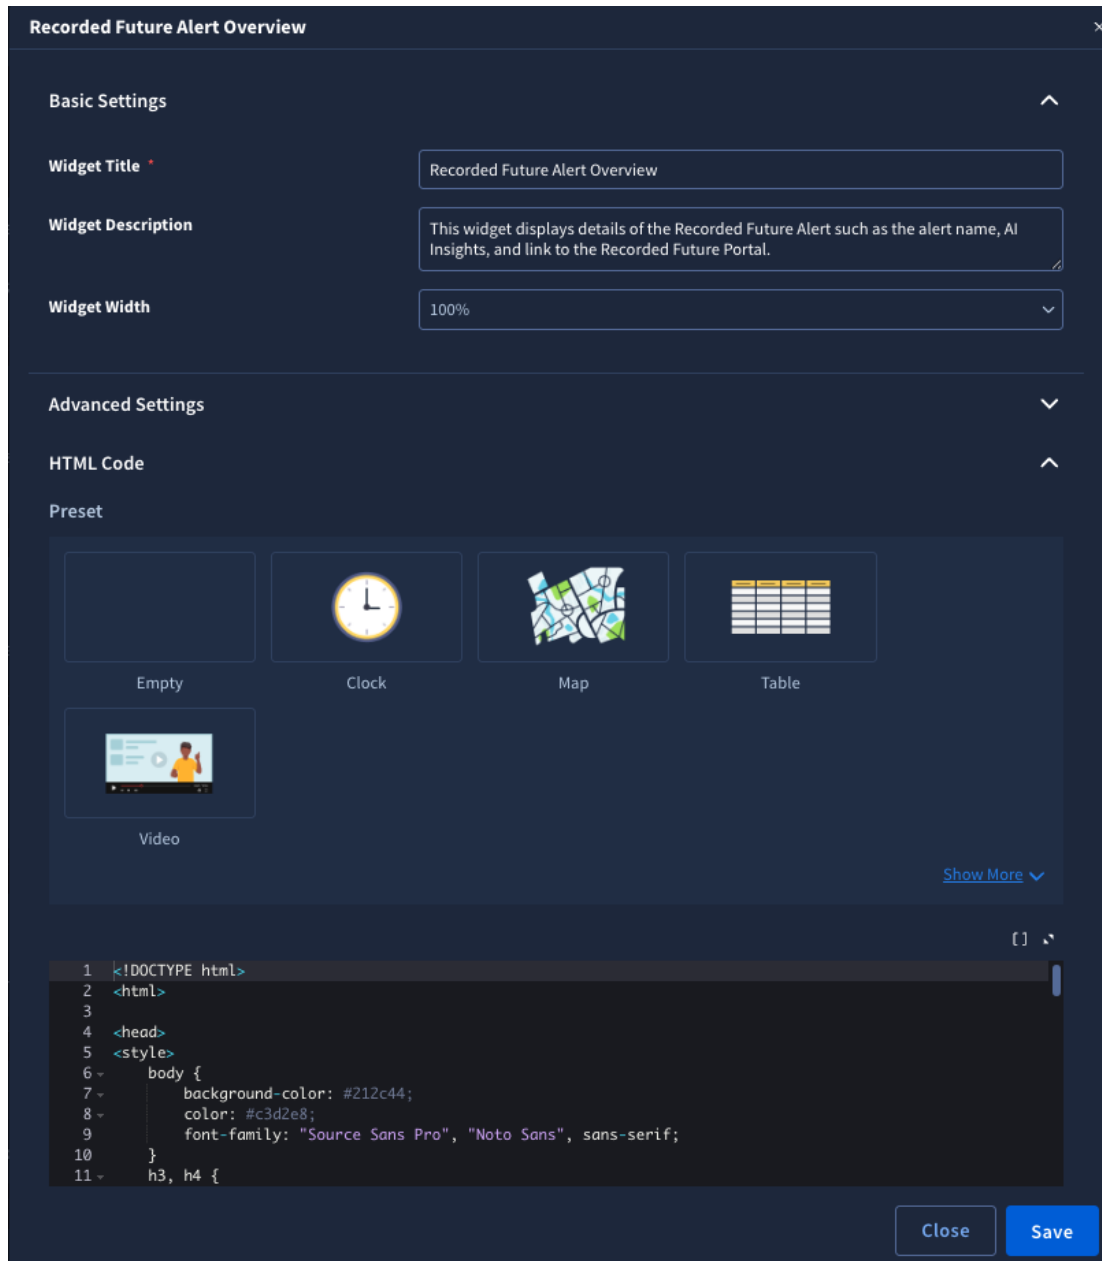 Recorded Future Alert Overview
Basic Settings
Widget Title *
Recorded Future Alert Overview
Widget Description
This widget displays details of the Recorded Future Alert such as the alert name, AI
Insights, and link to the Recorded Future Portal.
Widget Width
100%
Advanced Settings
HTML Code
Preset
Empty
Clock
Map
Table
Video
Show More
1 <!DOCTYPE html>
2 <html>
3
4 <head>
5 <style>
6 body {
7 background-color: #212c44;
8 color: #c3d2e8;
9 font-family: "Source Sans Pro", "Noto Sans", sans-serif;
10 }
11 h3, h4 {
Close
Save